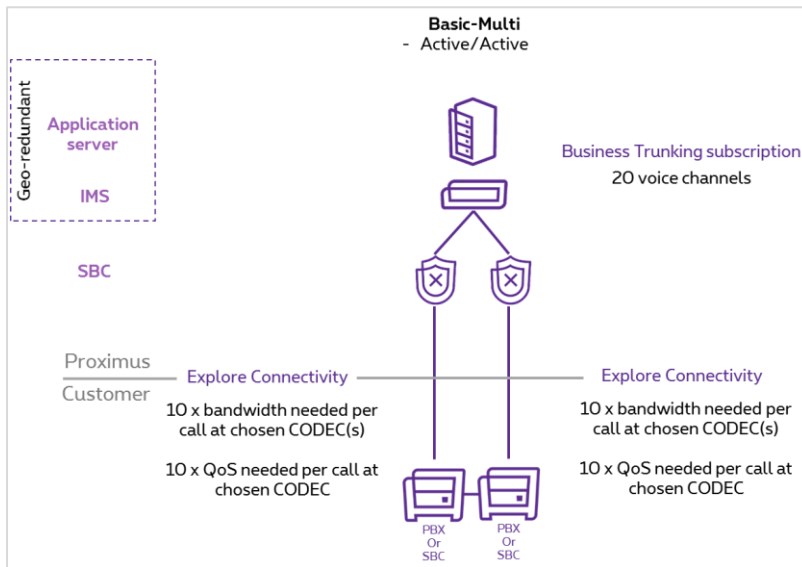 Basic-Multi
- Active/Active
Geo-redundant
Application
server
IMS
SBC
Business Trunking subscription
20 voice channels
Proximus
Customer
Explore Connectivity
10 x bandwidth needed per
call at chosen CODEC(s)
10 x QoS needed per call at
chosen CODEC
Explore Connectivity
10 x bandwidth needed per
call at chosen CODEC(s)
10 x QoS needed per call at
chosen CODEC
PBX
Or
SBC
PBX
Or
SBC